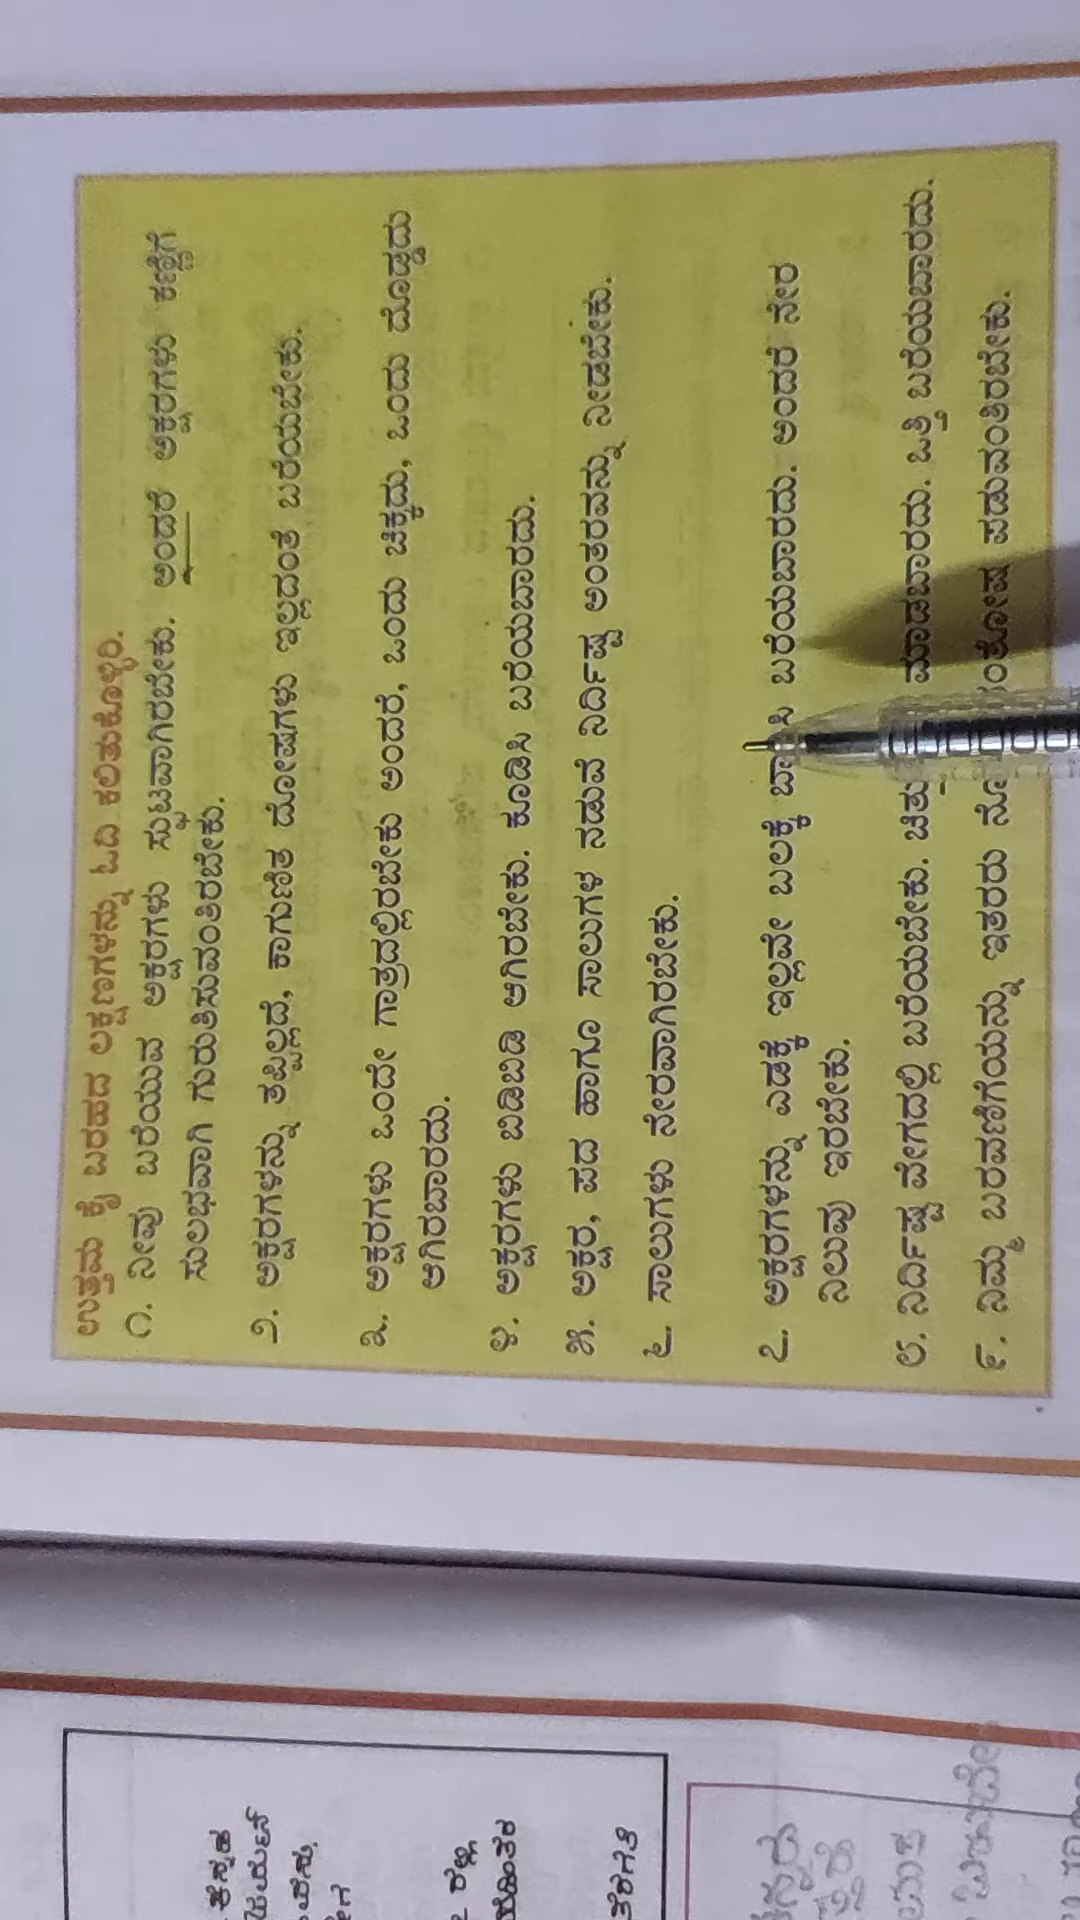 ಉತ್ತಮ ಕೈ ಬರಹದ ಲಕ್ಷಣಗಳನ್ನು ಓದಿ ಕಲಿತುಕೊಳ್ಳಿರಿ.
೧. ನೀವು ಬರೆಯುವ ಅಕ್ಷರಗಳು ಸ್ಪುಟವಾಗಿರಬೇಕು. ಅಂದರೆ ಅಕ್ಷರಗಳು ಕಣ್ಣಿಗೆ
ಸುಲಭವಾಗಿ ಗುರುತಿಸುವಂತಿರಬೇಕು.
೨. ಅಕ್ಷರಗಳನ್ನು ತಪ್ಪಿಲ್ಲದೆ, ಕಾಗುಣಿತ ದೋಷಗಳು ಇಲ್ಲದಂತೆ ಬರೆಯಬೇಕು.
೩. ಅಕ್ಷರಗಳು ಒಂದೇ ಗಾತ್ರದಲ್ಲಿರಬೇಕು ಅಂದರೆ, ಒಂದು ಚಿಕ್ಕದು, ಒಂದು ದೊಡ್ಡದು
ಆಗಿರಬಾರದು.
೪. ಅಕ್ಷರಗಳು ಬಿಡಿಬಿಡಿ ಆಗಿರಬೇಕು. ಕೂಡಿಸಿ ಬರೆಯಬಾರದು.
೫. ಅಕ್ಷರ, ಪದ ಹಾಗೂ ಸಾಲುಗಳ ನಡುವೆ ನಿರ್ದಿಷ್ಟ ಅಂತರವನ್ನು ನೀಡಬೇಕು.
೬. ಸಾಲುಗಳು ನೇರವಾಗಿರಬೇಕು.
೭. ಅಕ್ಷರಗಳನ್ನು ಎಡಕ್ಕೆ ಇಲ್ಲವೇ ಬಲಕ್ಕೆ ಬಾಗಿಸಿ ಬರೆಯಬಾರದು. ಅಂದರೆ ನೇರ
ನಿಲುವು ಇರಬೇಕು.
೮. ನಿರ್ದಿಷ್ಟ ವೇಗದಲ್ಲಿ ಬರೆಯಬೇಕು. ಮಾಡಬಾರದು. ಒತ್ತಿ ಬರೆಯಬಾರದು.
೯. ನಿಮ್ಮ ಬರವಣಿಗೆಯನ್ನು ಇತರರು ಪಡುವಂತಿರಬೇಕು.